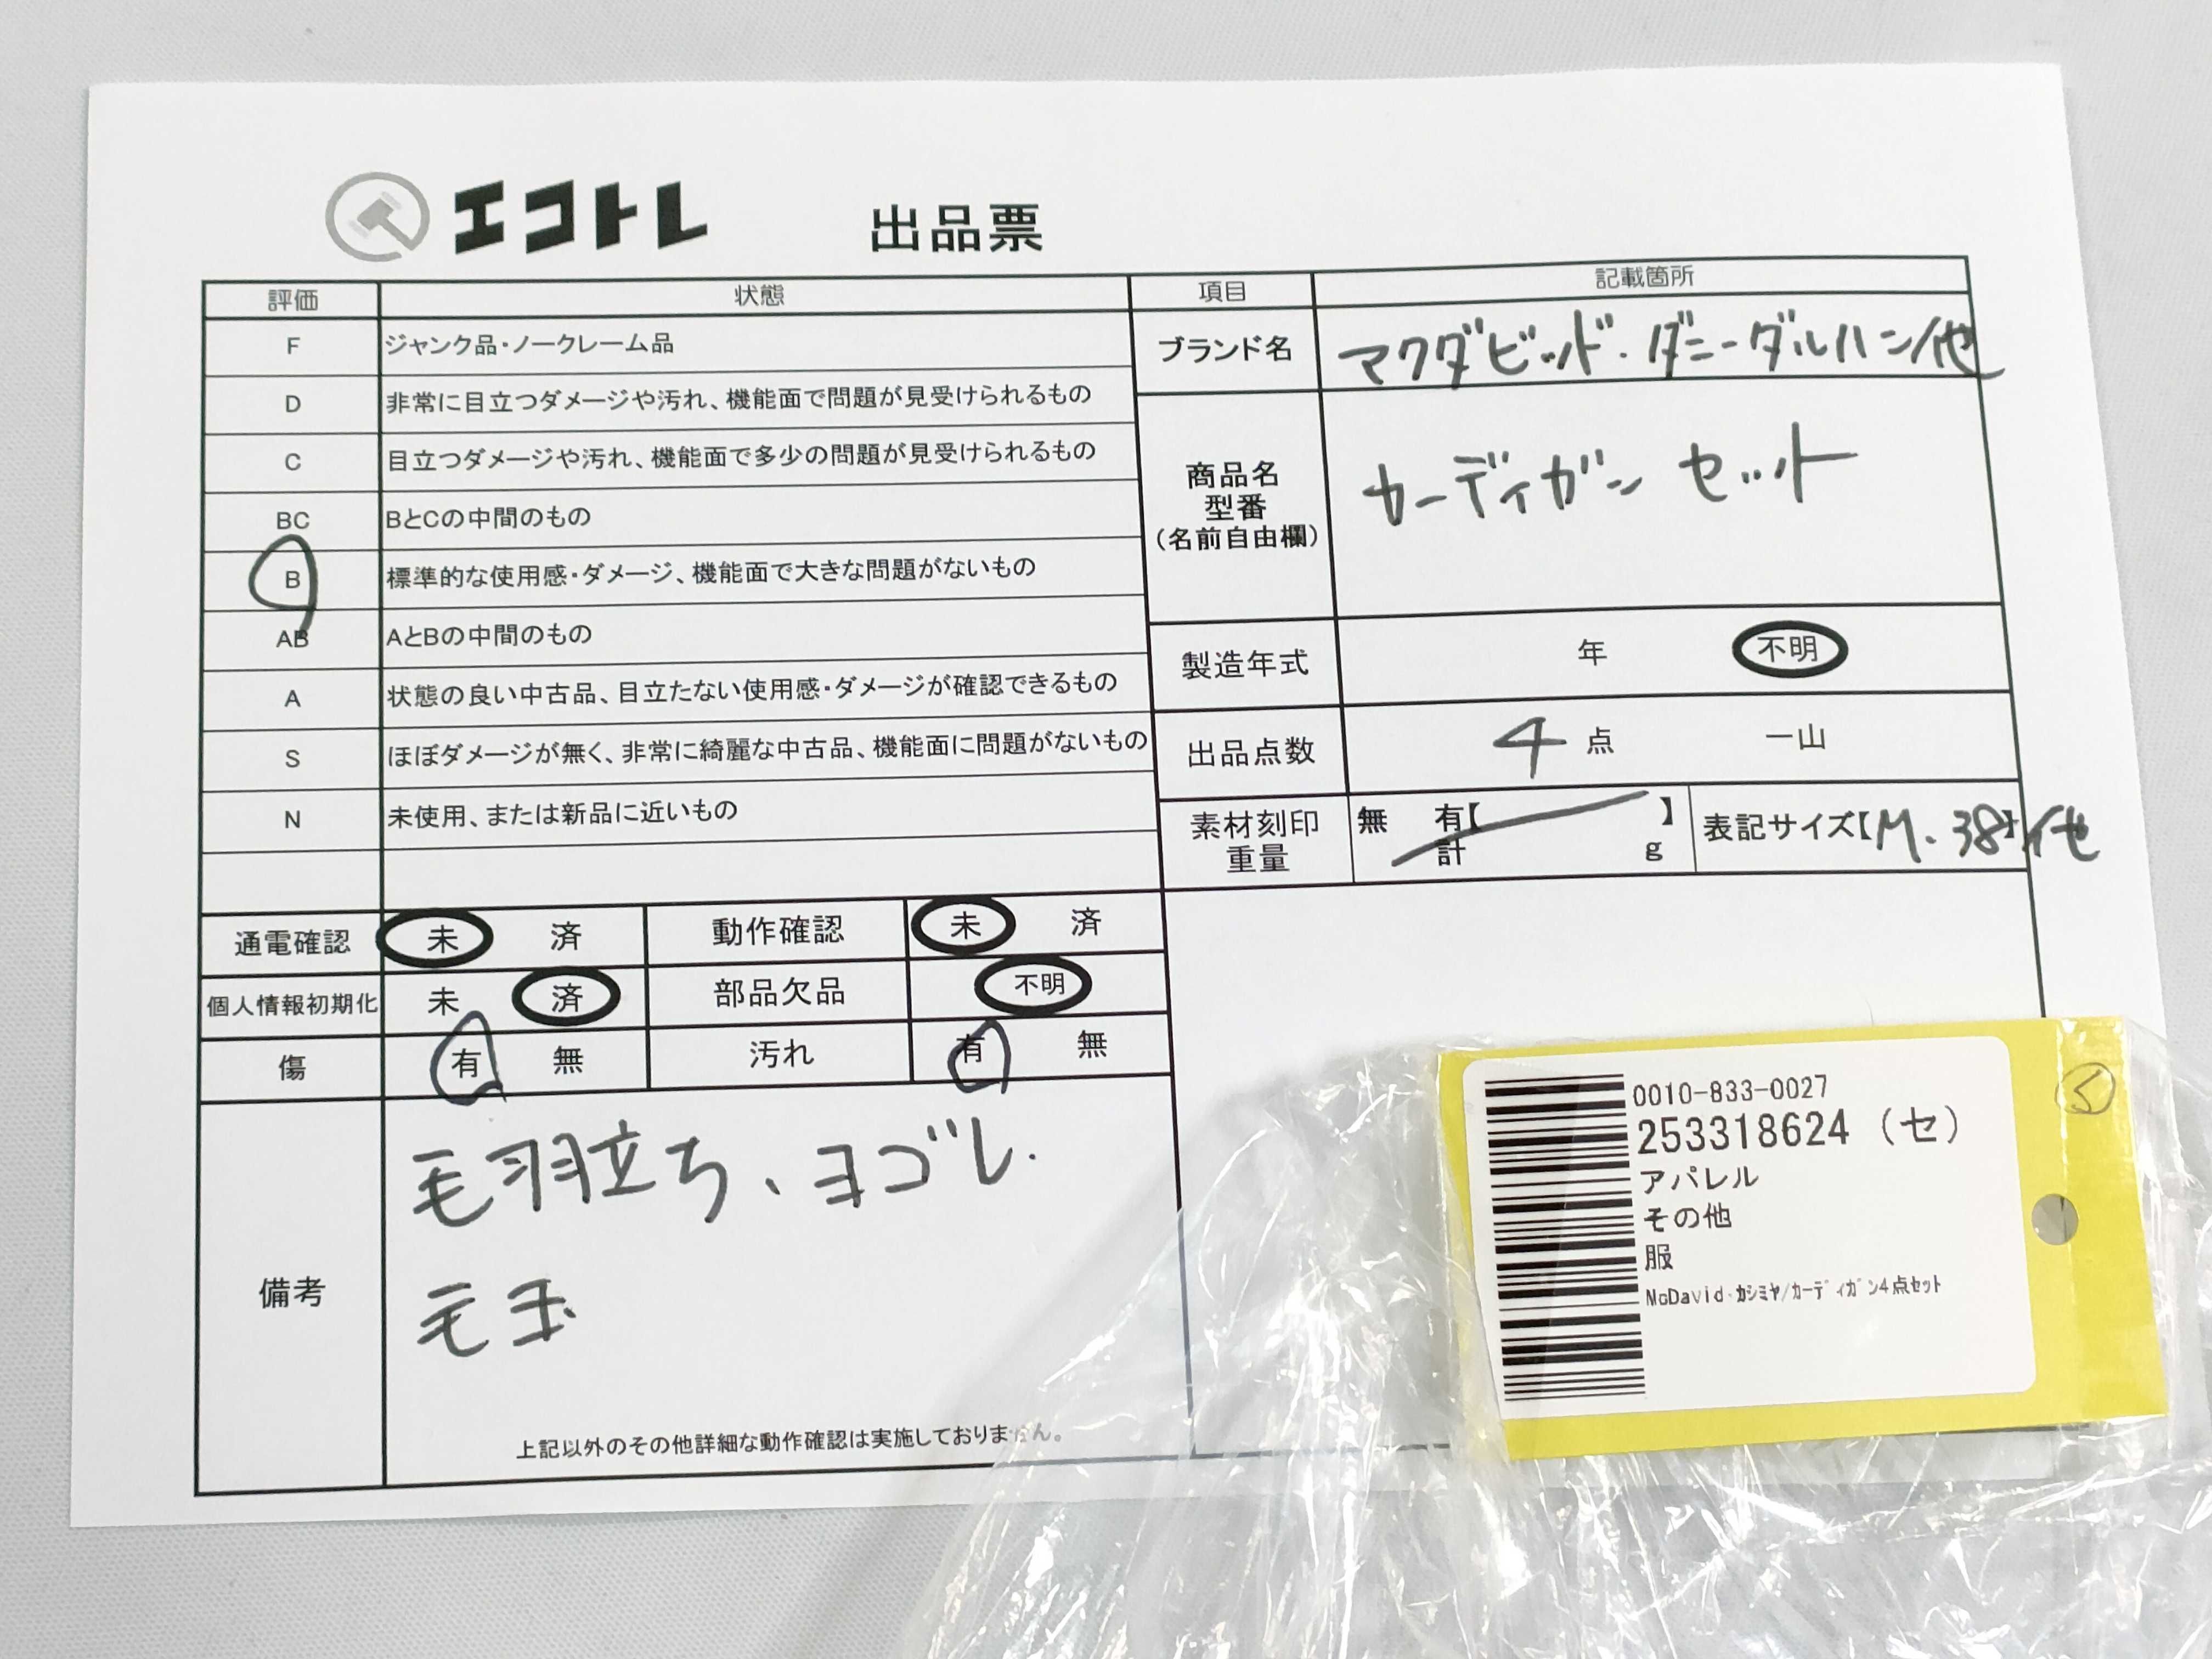 エコトレ 出品票
評価 状態 項目 記載箇所
F ジャンク品・ノークレーム品
D 非常に目立つダメージや汚れ、機能面で問題が見受けられるもの
C 目立つダメージや汚れ、機能面で多少の問題が見受けられるもの
BC BとCの中間のもの
B 標準的な使用感・ダメージ、機能面で大きな問題がないもの
AB AとBの中間のもの
A 状態の良い中古品、目立たない使用感・ダメージが確認できるもの
S ほぼダメージが無く、非常に綺麗な中古品、機能面に問題がないもの
N 未使用、または新品に近いもの
ブランド名 マクダビッド・ダニーダルハン/他
商品名
型番
(名前自由欄)
カーディガン セット
製造年式 年 不明
出品点数 4 点 一山
素材刻印
重量
無 有【 】
計 g
表記サイズ【M.38】/他
通電確認 未 済 動作確認 未 済
個人情報初期化 未 済 部品欠品 不明
傷 有 無 汚れ 有 無
備考
毛羽立ち、ヨゴレ.
毛玉
上記以外のその他詳細な動作確認は実施しておりません。
0010-833-0027
253318624 (セ)
アパレル
その他
服
McDavid・カシミヤ/カーディガン4点セット